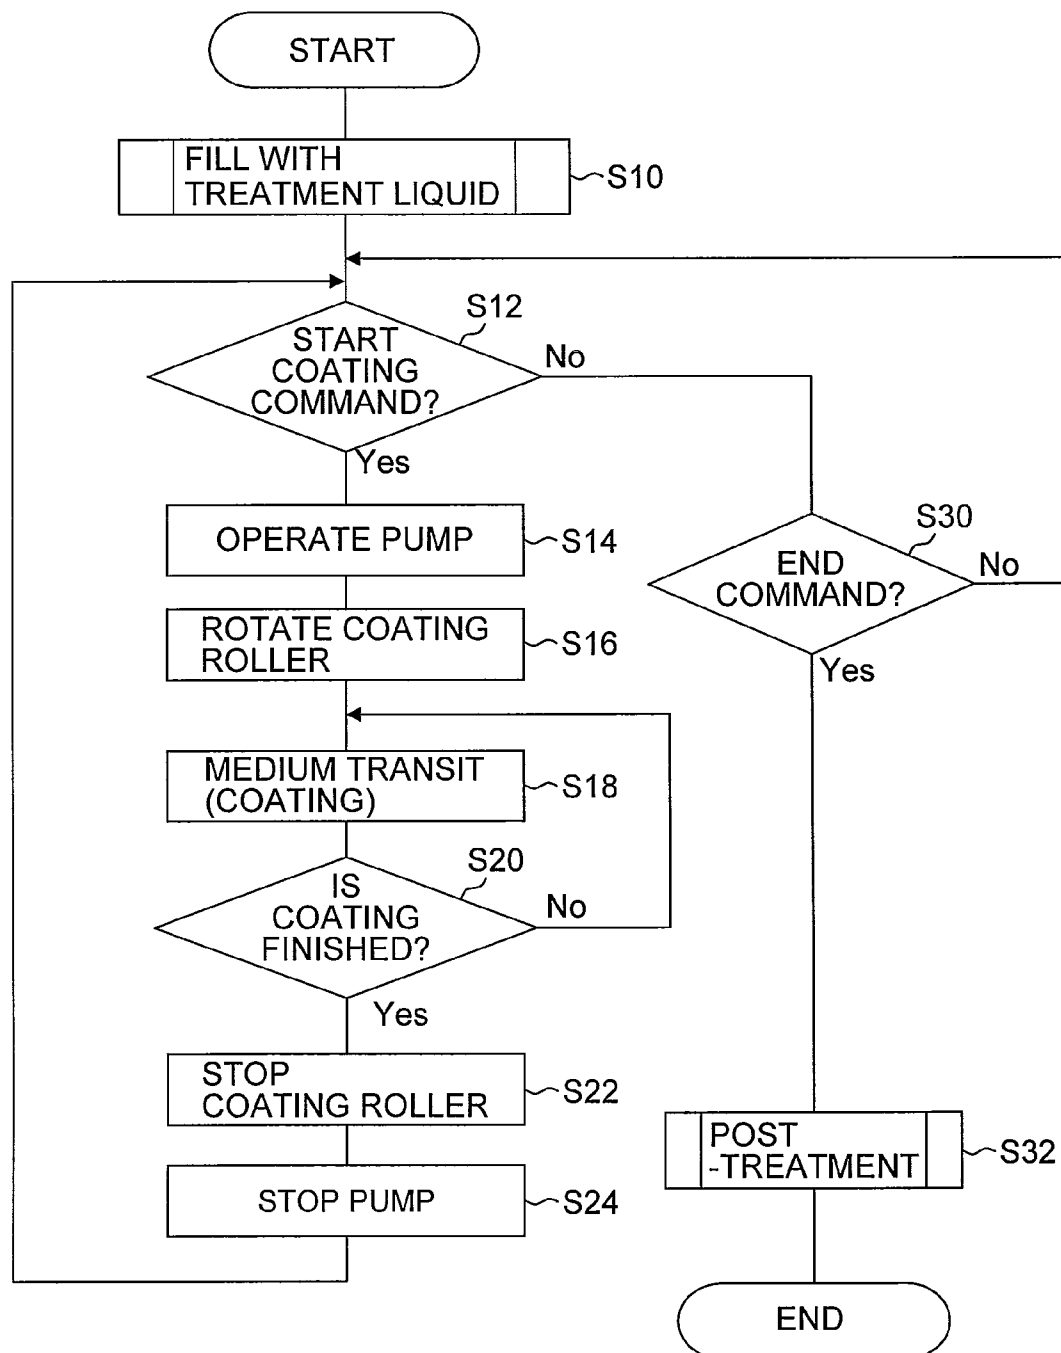 START
FILL WITH
TREATMENT LIQUID
S10
S12
START
COATING
COMMAND?
No
Yes
OPERATE PUMP
S14
S30
END
COMMAND?
No
Yes
ROTATE COATING
ROLLER
S16
MEDIUM TRANSIT
(COATING)
S18
S20
IS
COATING
FINISHED?
No
Yes
STOP
COATING ROLLER
S22
POST
-TREATMENT
S32
STOP PUMP
S24
END